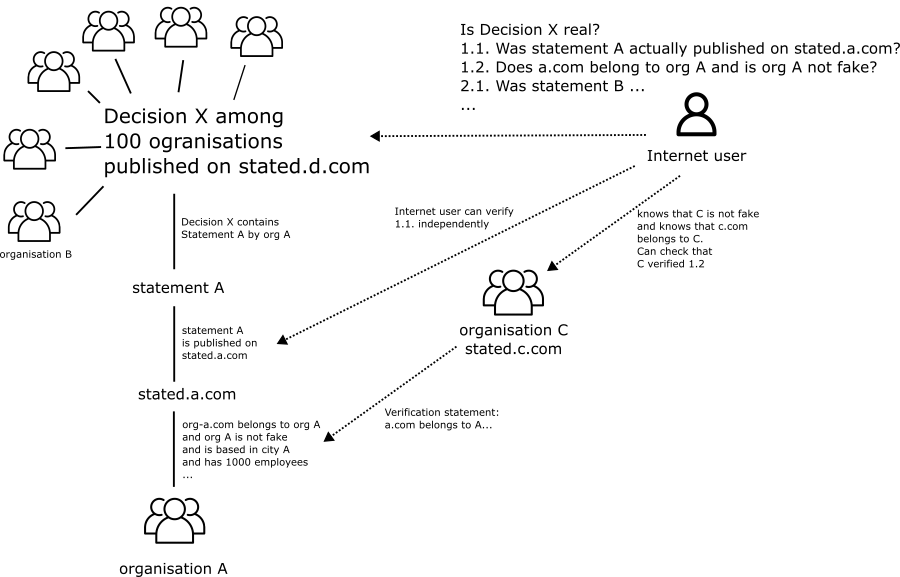 Is Decision X real?
1.1. Was statement A actually published on stated.a.com?
1.2. Does a.com belong to org A and is org A not fake?
2.1. Was statement B ...
...
Internet user
Decision X among
100 ogranisations
published on stated.d.com
organisation B
Decision X contains
Statement A by org A
Internet user can verify
1.1. independently
knows that C is not fake
and knows that c.com
belongs to C.
Can check that
C verified 1.2
statement A
organisation C
stated.c.com
statement A
is published on
stated.a.com
stated.a.com
Verification statement:
a.com belongs to A...
org-a.com belongs to org A
and org A is not fake
and is based in city A
and has 1000 employees
...
organisation A